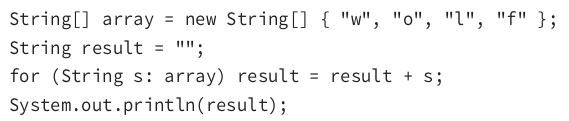 String[] array = new String[] { "w", "o", "l", "f" };
String result = "";
for (String s: array) result = result + s;
System.out.println(result);